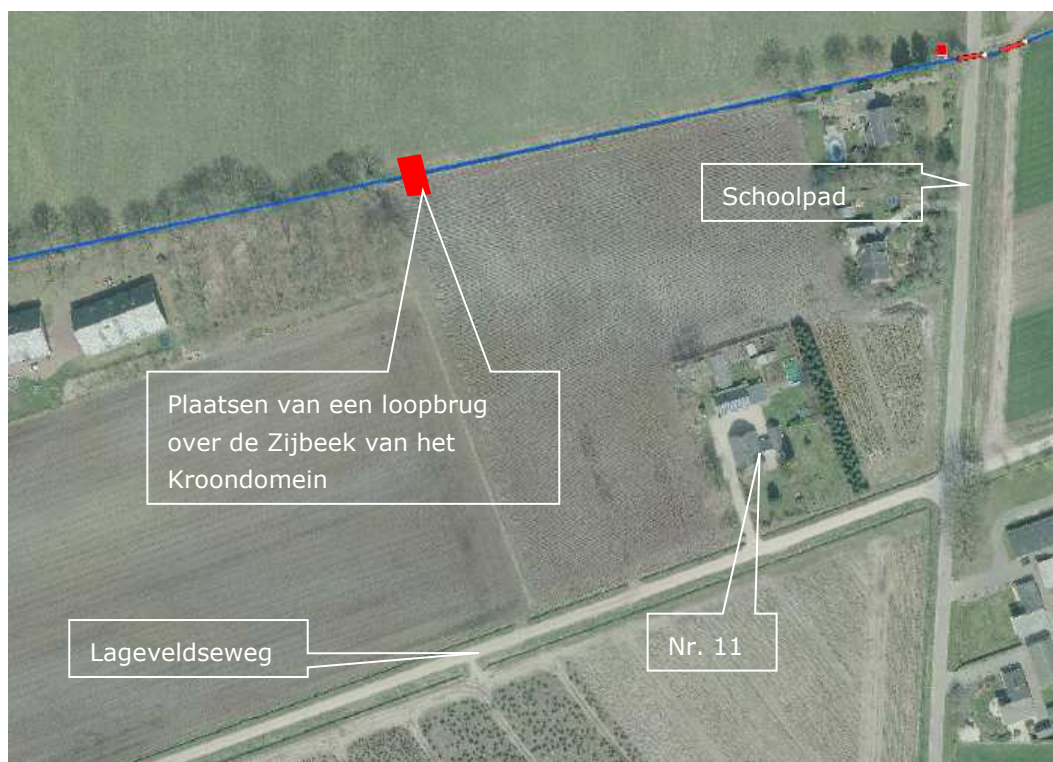 Schoolpad
Plaatsen van een loopbrug
over de Zijbeek van het
Kroondomein
Nr. 11
Lageveldseweg